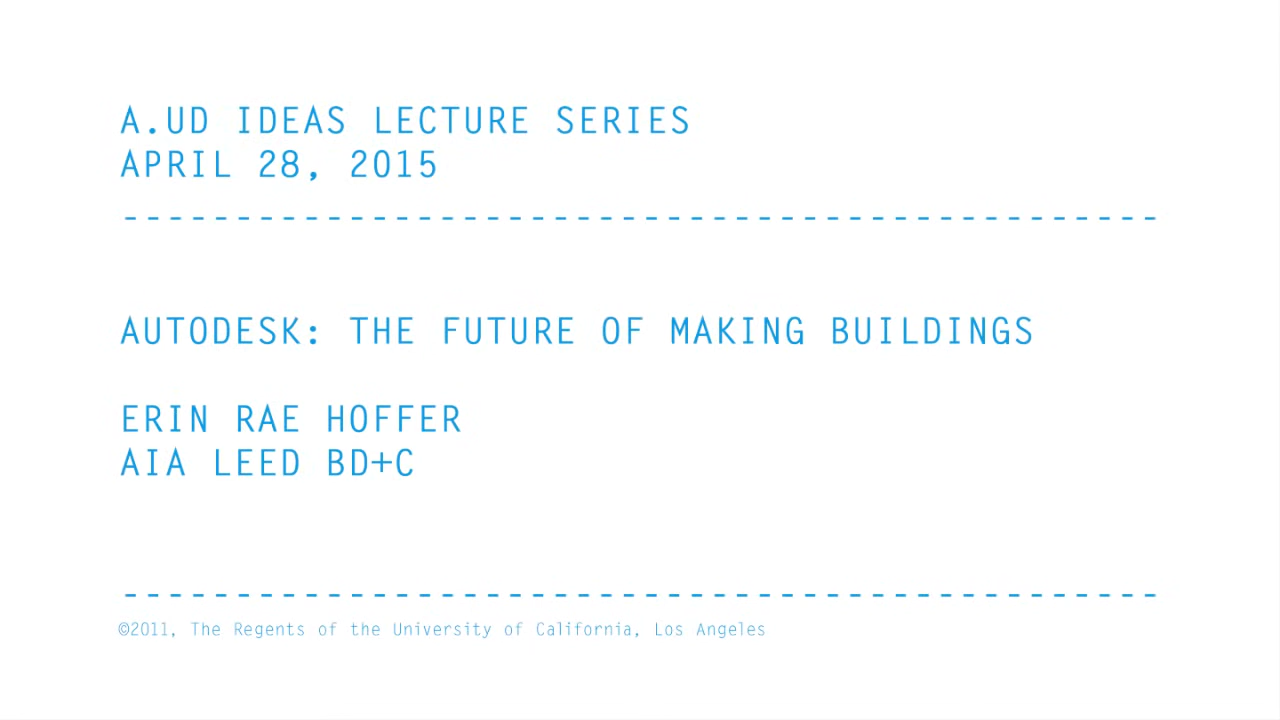 A.UD IDEAS LECTURE SERIES
APRIL 28, 2015
----------------------------------------------
AUTODESK: THE FUTURE OF MAKING BUILDINGS
ERIN RAE HOFFER
AIA LEED BD+C
----------------------------------------------
©2011, The Regents of the University of California, Los Angeles